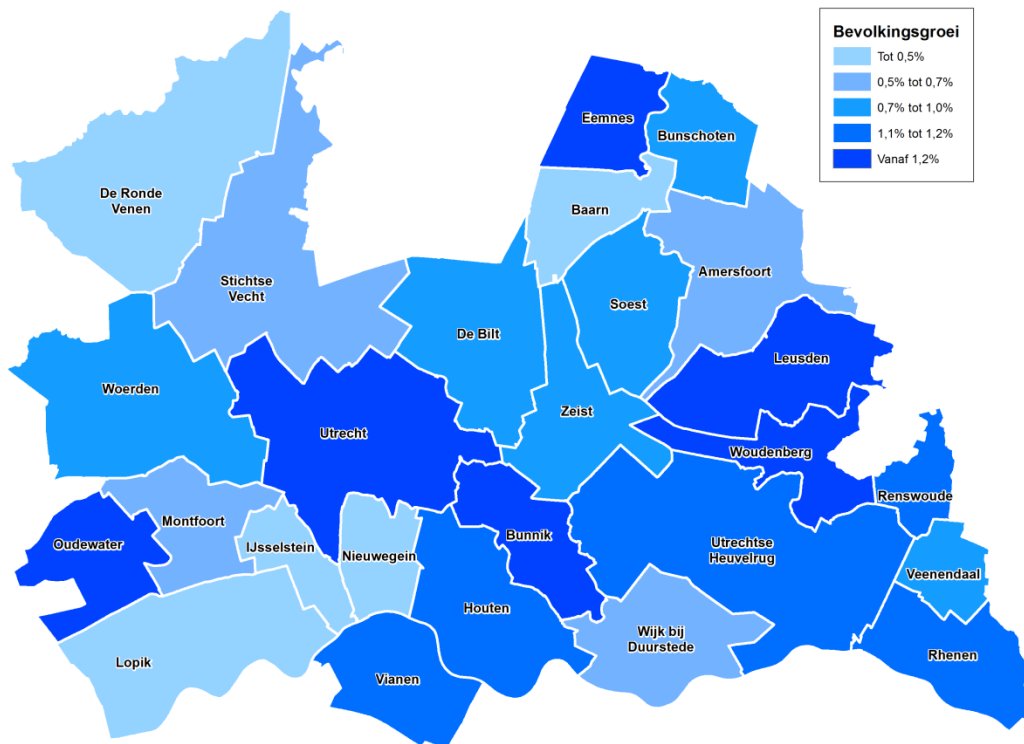 Bevolkingsgroei
Tot 0,5%
0,5% tot 0,7%
0,7% tot 1,0%
1,1% tot 1,2%
Vanaf 1,2%
Eemnes
Bunschoten
De Ronde
Venen
Baarn
Stichtse
Vecht
Amersfoort
Soest
De Bilt
Leusden
Woerden
Zeist
Utrecht
Woudenberg
Renswoude
Montfoort
Oudewater
IJsselstein
Nieuwegein
Bunnik
Utrechtse
Heuvelrug
Veenendaal
Houten
Wijk bij
Duurstede
Rhenen
Lopik
Vianen